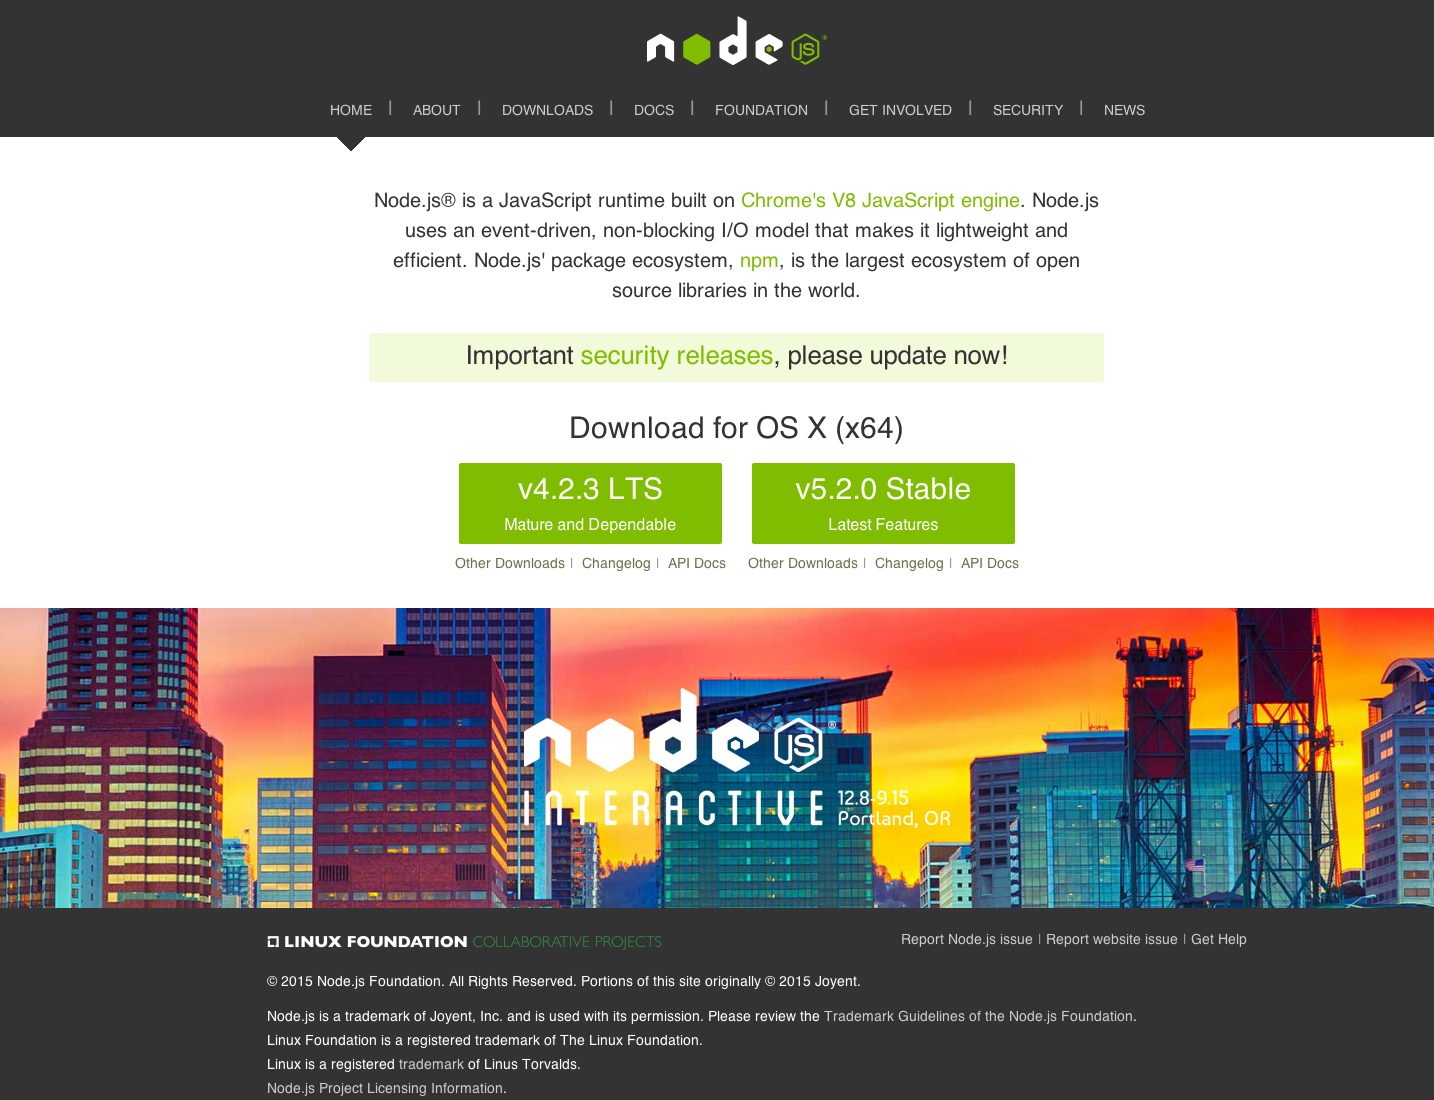 node JS ®
HOME | ABOUT | DOWNLOADS | DOCS | FOUNDATION | GET INVOLVED | SECURITY | NEWS
Node.js® is a JavaScript runtime built on Chrome's V8 JavaScript engine. Node.js
uses an event-driven, non-blocking I/O model that makes it lightweight and
efficient. Node.js' package ecosystem, npm, is the largest ecosystem of open
source libraries in the world.
Important security releases, please update now!
Download for OS X (x64)
v4.2.3 LTS
Mature and Dependable
Other Downloads | Changelog | API Docs
v5.2.0 Stable
Latest Features
Other Downloads | Changelog | API Docs
node JS ®
INTERACTIVE
12.8-9.15
Portland, OR
LINUX FOUNDATION COLLABORATIVE PROJECTS
Report Node.js issue | Report website issue | Get Help
© 2015 Node.js Foundation. All Rights Reserved. Portions of this site originally © 2015 Joyent.
Node.js is a trademark of Joyent, Inc. and is used with its permission. Please review the Trademark Guidelines of the Node.js Foundation.
Linux Foundation is a registered trademark of The Linux Foundation.
Linux is a registered trademark of Linus Torvalds.
Node.js Project Licensing Information.